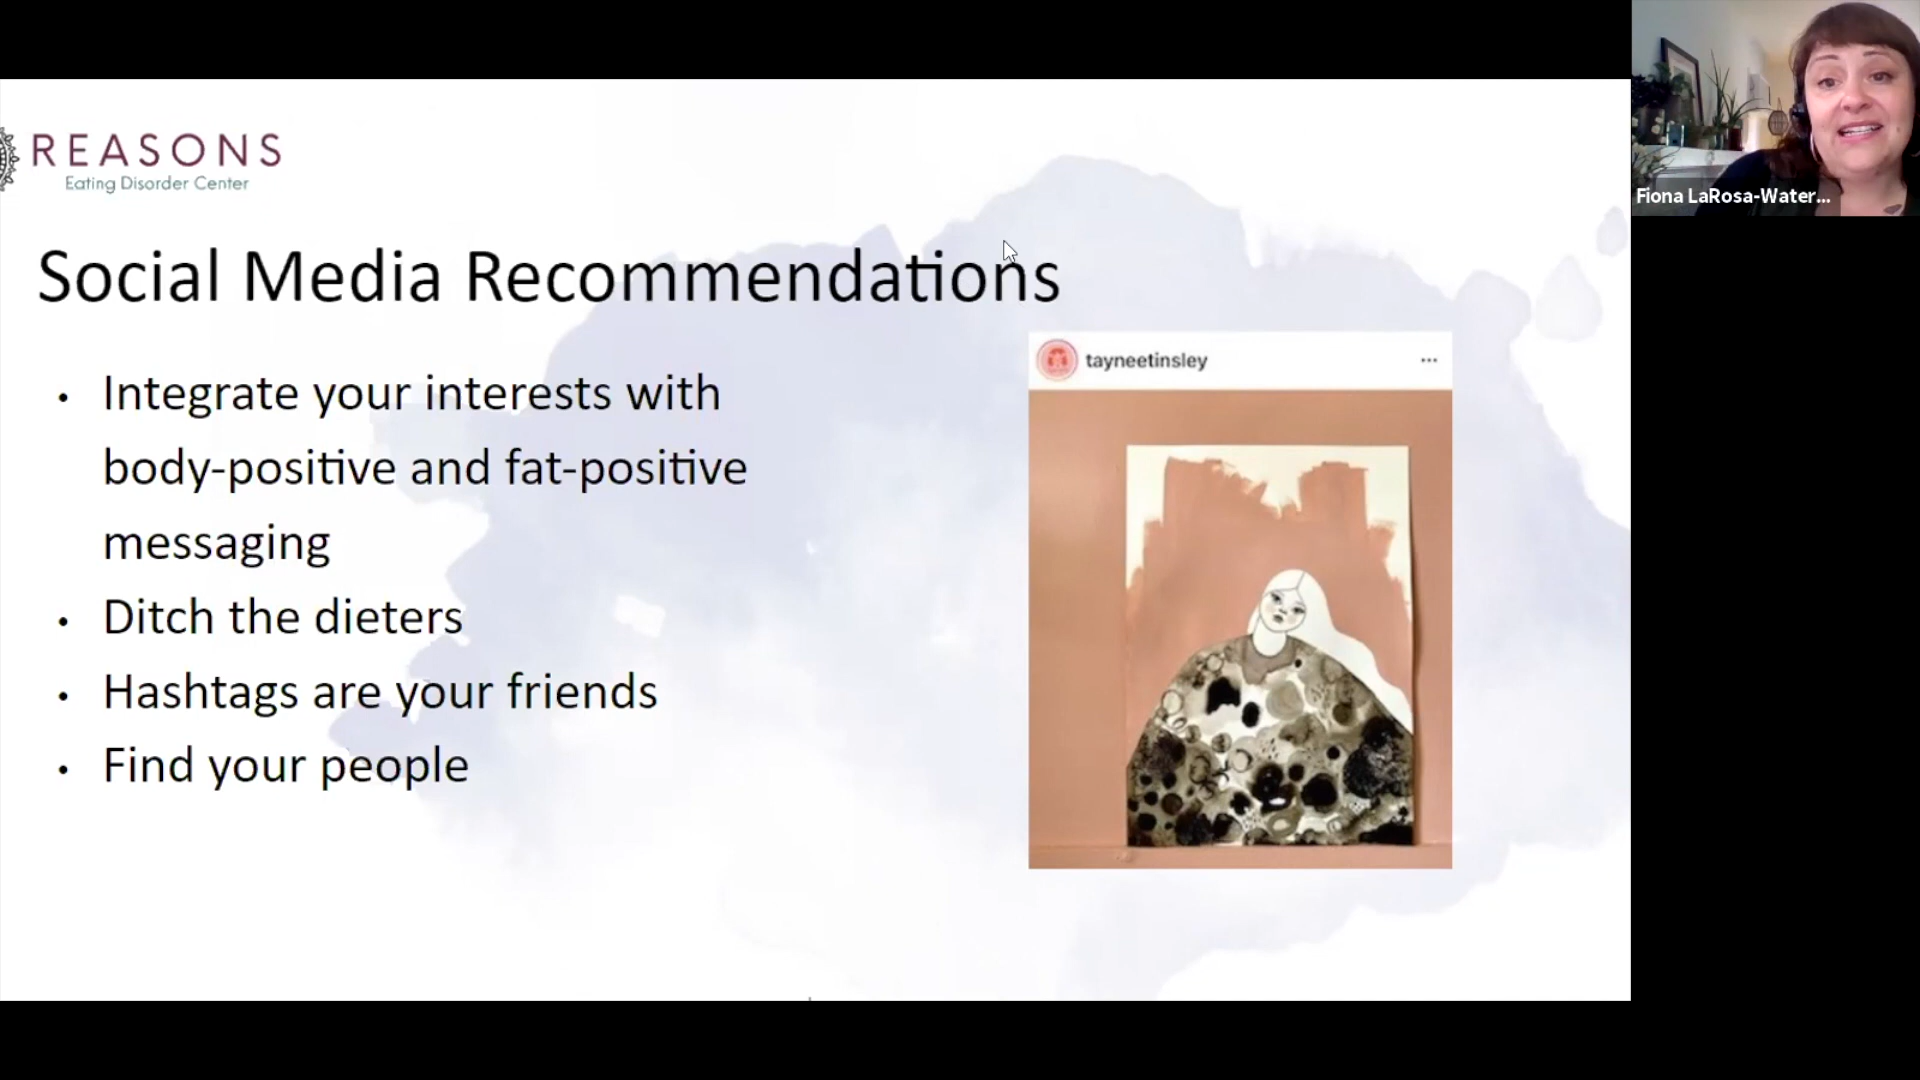 REASONS
Eating Disorder Center
Social Media Recommendations
• Integrate your interests with
body-positive and fat-positive
messaging
• Ditch the dieters
• Hashtags are your friends
• Find your people
tayneetinsley
Fiona LaRosa-Water...